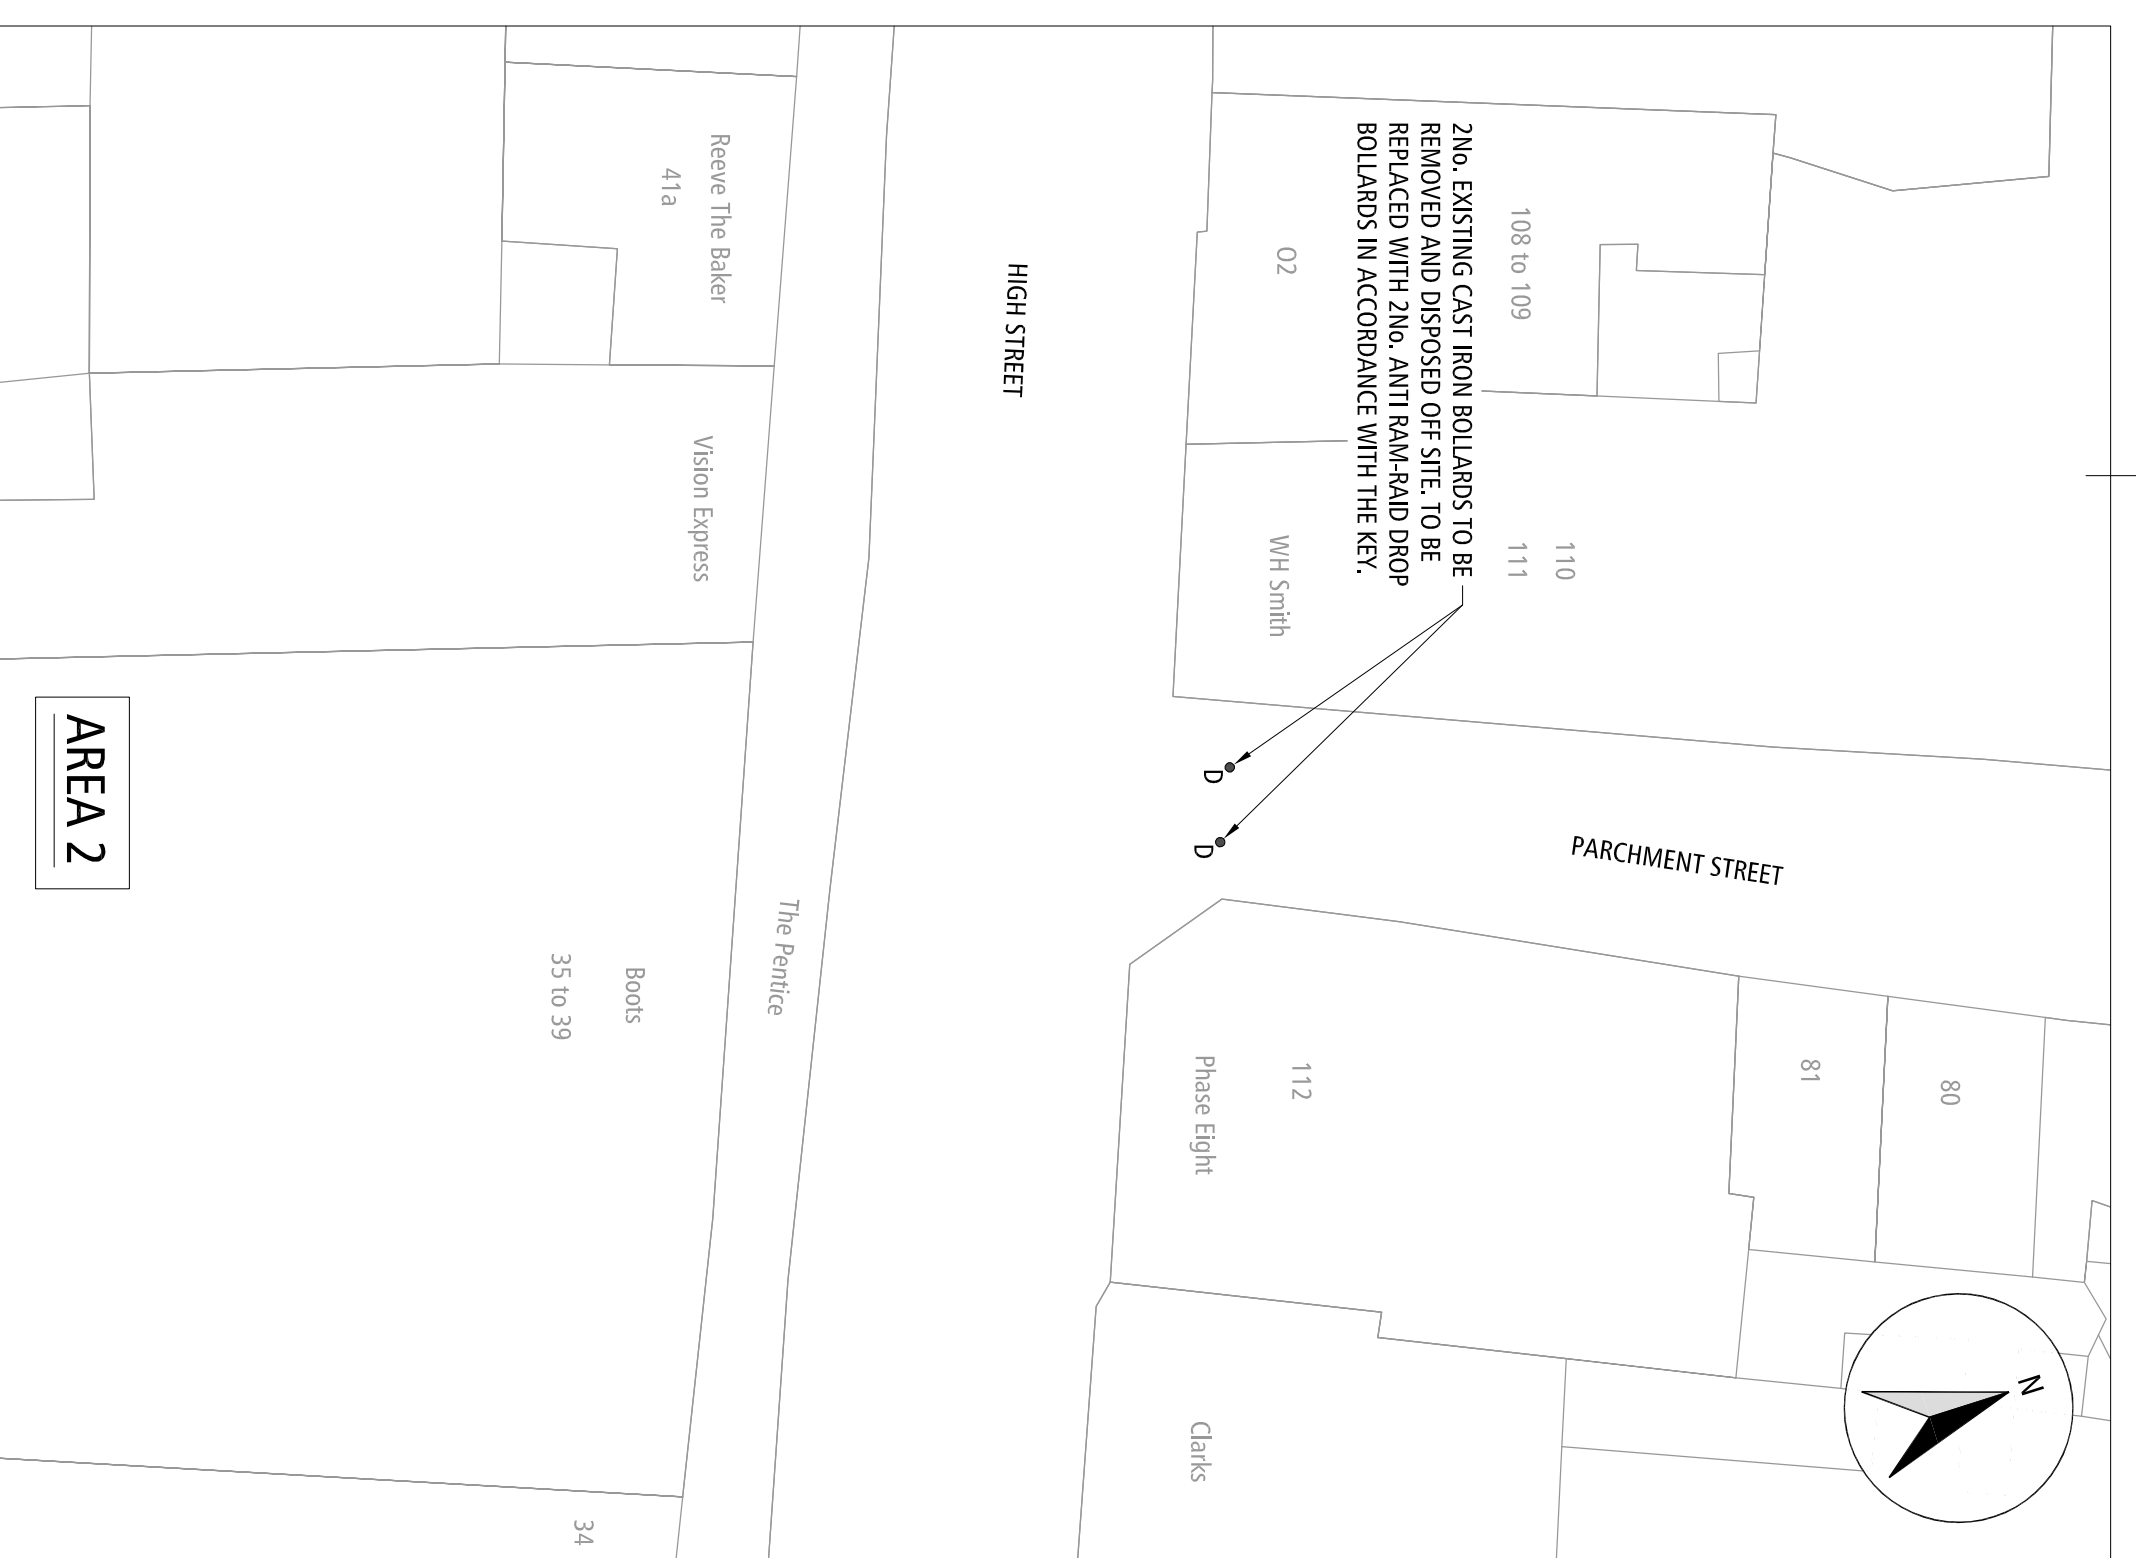 2No. EXISTING CAST IRON BOLLARDS TO BE
REMOVED AND DISPOSED OFF SITE. TO BE
REPLACED WITH 2No. ANTI RAM-RAID DROP
BOLLARDS IN ACCORDANCE WITH THE KEY.
108 to 109
O2
110
111
WH Smith
HIGH STREET
Reeve The Baker
41a
Vision Express
D
D
PARCHMENT STREET
80
81
112
Phase Eight
The Pentice
Boots
35 to 39
AREA 2
N
Clarks
34